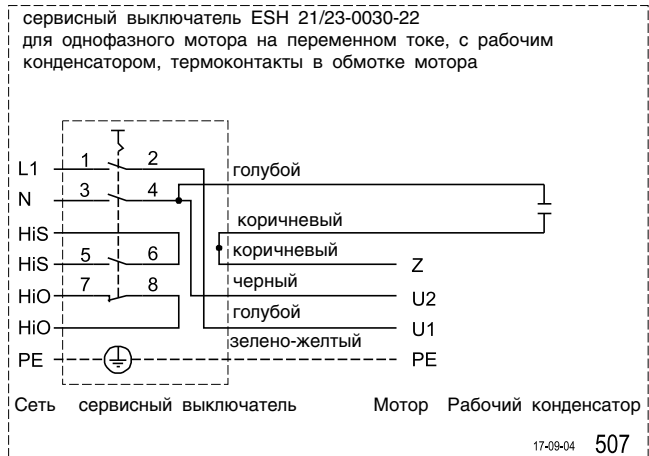 сервисный выключатель ESH 21/23-0030-22
для однофазного мотора на переменном токе, с рабочим
конденсатором, термоконтакты в обмотке мотора
L1 1 2
голубой
N 3 4
HiS
коричневый
HiS 5 6 коричневый Z
HiO 7 8 черный U2
HiO голубой U1
зелено-желтый
PE PE
Сеть сервисный выключатель Мотор Рабочий конденсатор
17-09-04 507